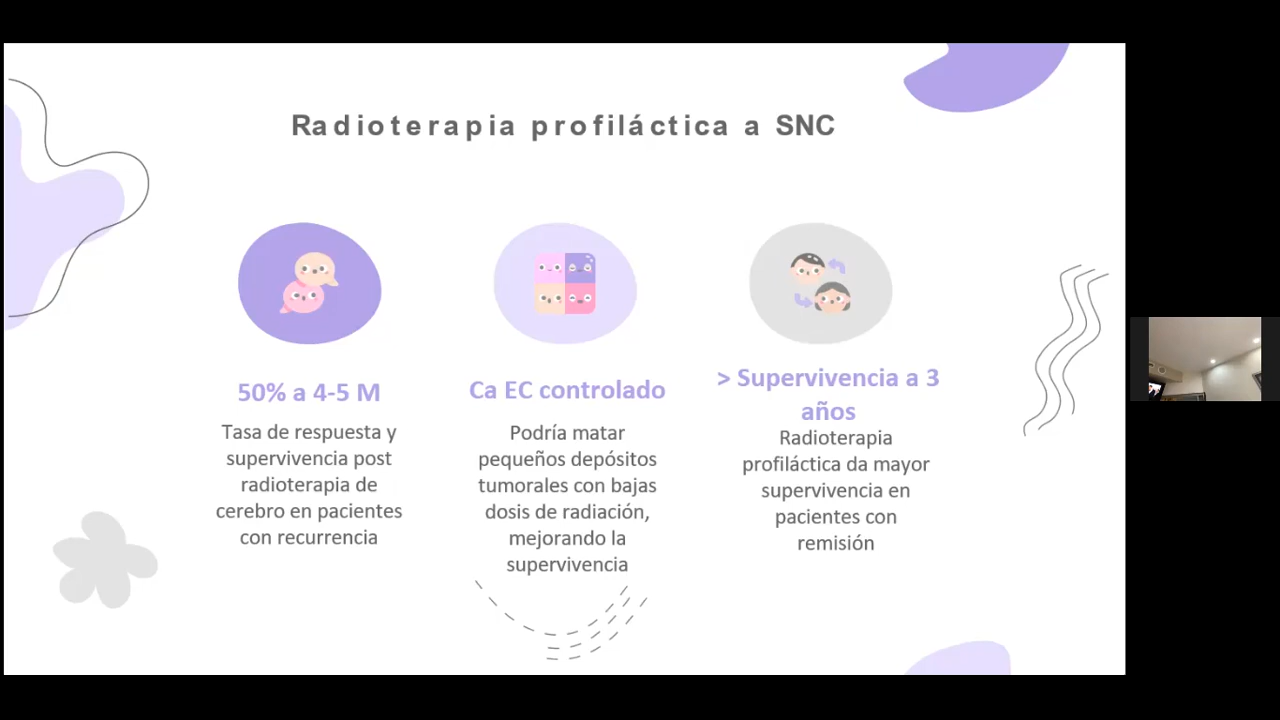 Radioterapia profiláctica a SNC
50% a 4-5 M
Tasa de respuesta y
supervivencia post
radioterapia de
cerebro en pacientes
con recurrencia
Ca EC controlado
Podría matar
pequeños depósitos
tumorales con bajas
dosis de radiación,
mejorando la
supervivencia
> Supervivencia a 3
años
Radioterapia
profiláctica da mayor
supervivencia en
pacientes con
remisión